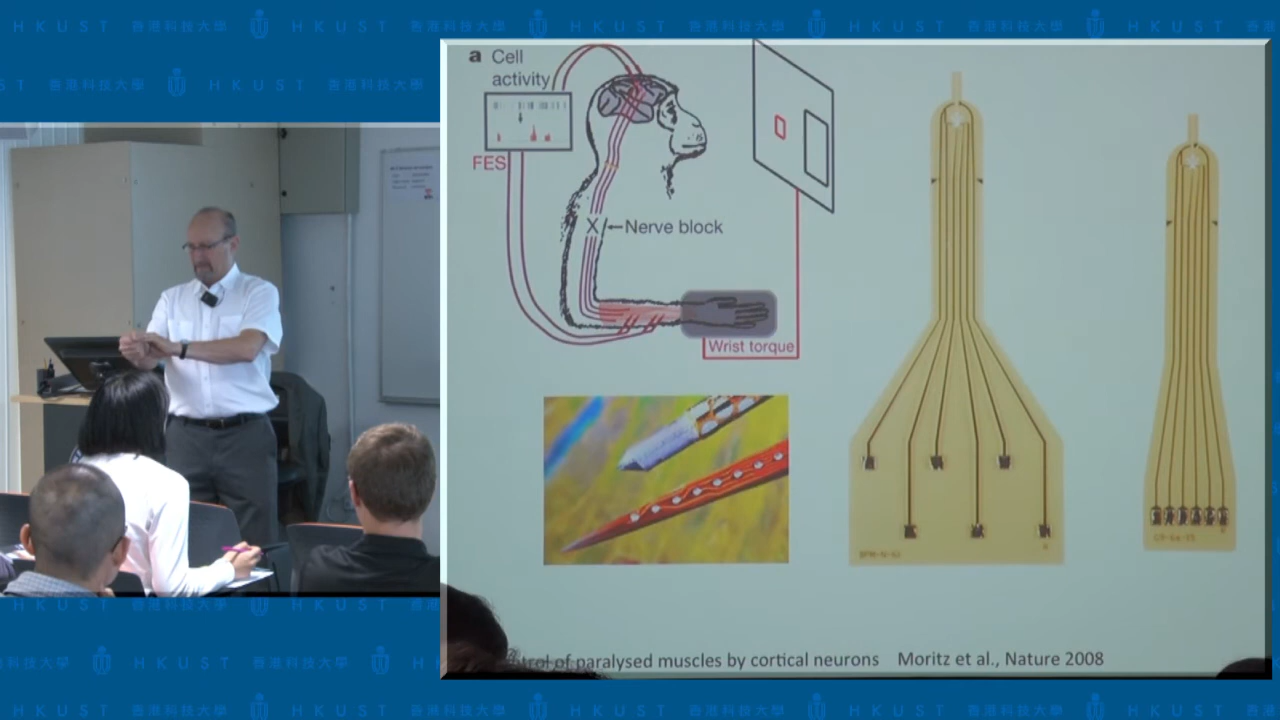 HKUST 香港科技大學
a Cell
activity
FES
Nerve block
Wrist torque
of paralysed muscles by cortical neurons Moritz et al., Nature 2008